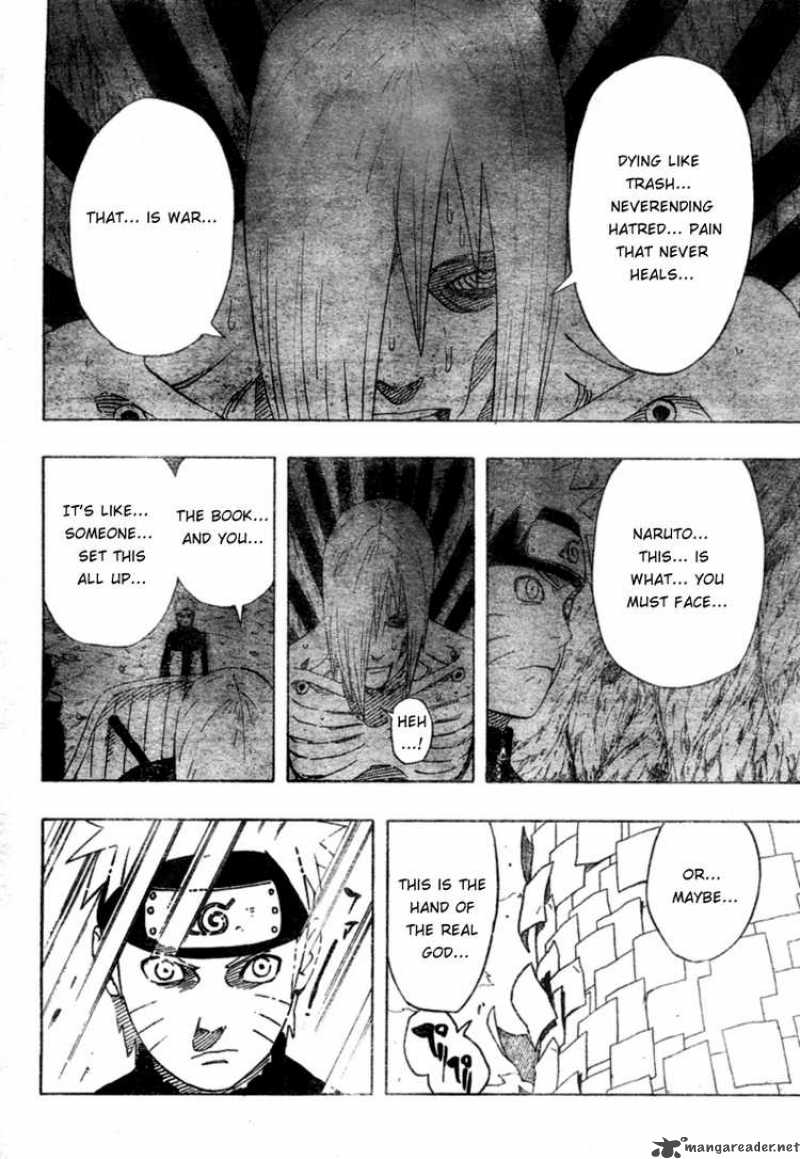 DYING LIKE
TRASH...
NEVERENDING
HATRED... PAIN
THAT NEVER
HEALS...
THAT... IS WAR...
NARUTO...
THIS... IS
WHAT... YOU
MUST FACE...
HEH
...!
THE BOOK...
AND YOU...
IT'S LIKE...
SOMEONE...
SET THIS
ALL UP...
OR...
MAYBE...
THIS IS THE
HAND OF
THE REAL
GOD...
mangareader.net